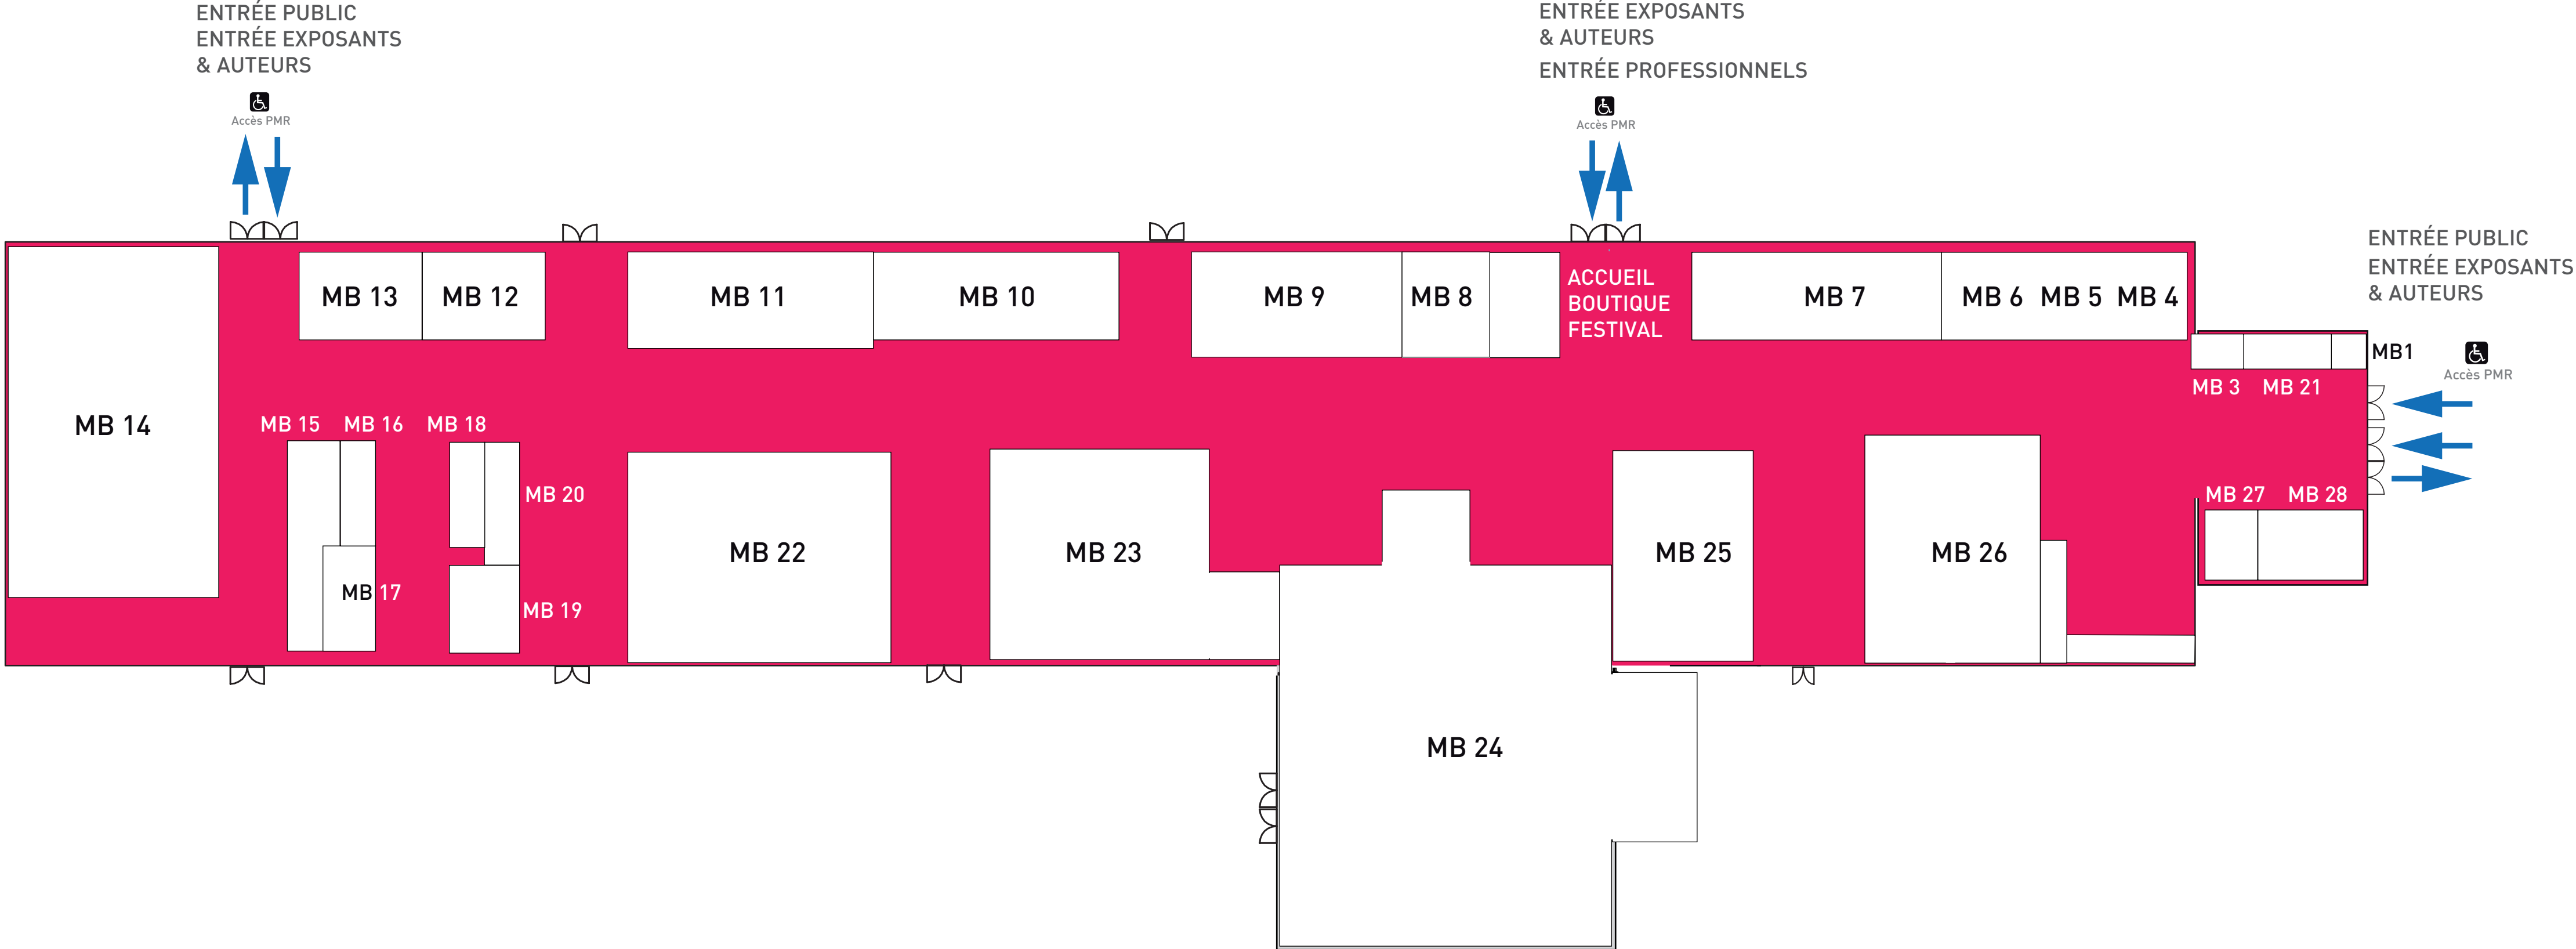 ENTRÉE PUBLIC
ENTRÉE EXPOSANTS
& AUTEURS
Accès PMR
ENTRÉE EXPOSANTS
& AUTEURS
ENTRÉE PROFESSIONNELS
Accès PMR
ENTRÉE PUBLIC
ENTRÉE EXPOSANTS
& AUTEURS
Accès PMR
MB 13
MB 12
MB 11
MB 10
MB 9
MB 8
ACCUEIL
BOUTIQUE
FESTIVAL
MB 7
MB 6
MB 5
MB 4
MB1
MB 3
MB 21
MB 14
MB 15
MB 16
MB 18
MB 20
MB 17
MB 19
MB 22
MB 23
MB 25
MB 26
MB 27
MB 28
MB 24